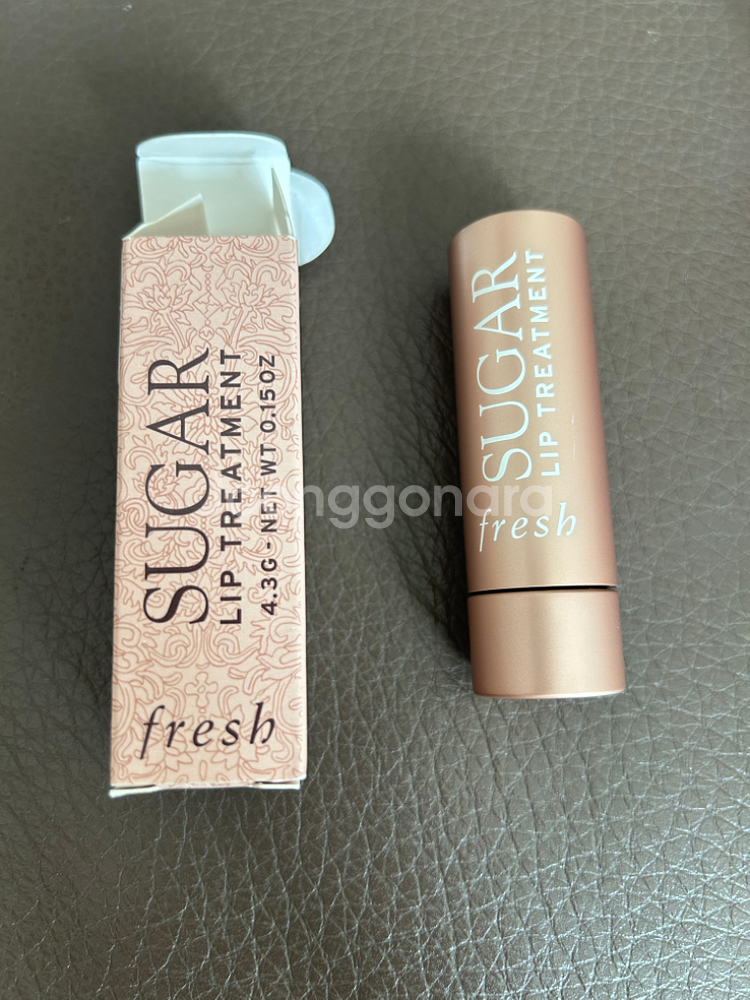 SUGAR
LIP TREATMENT
4.3G - NET WT 0.15OZ
fresh
SUGAR
LIP TREATMENT
fresh